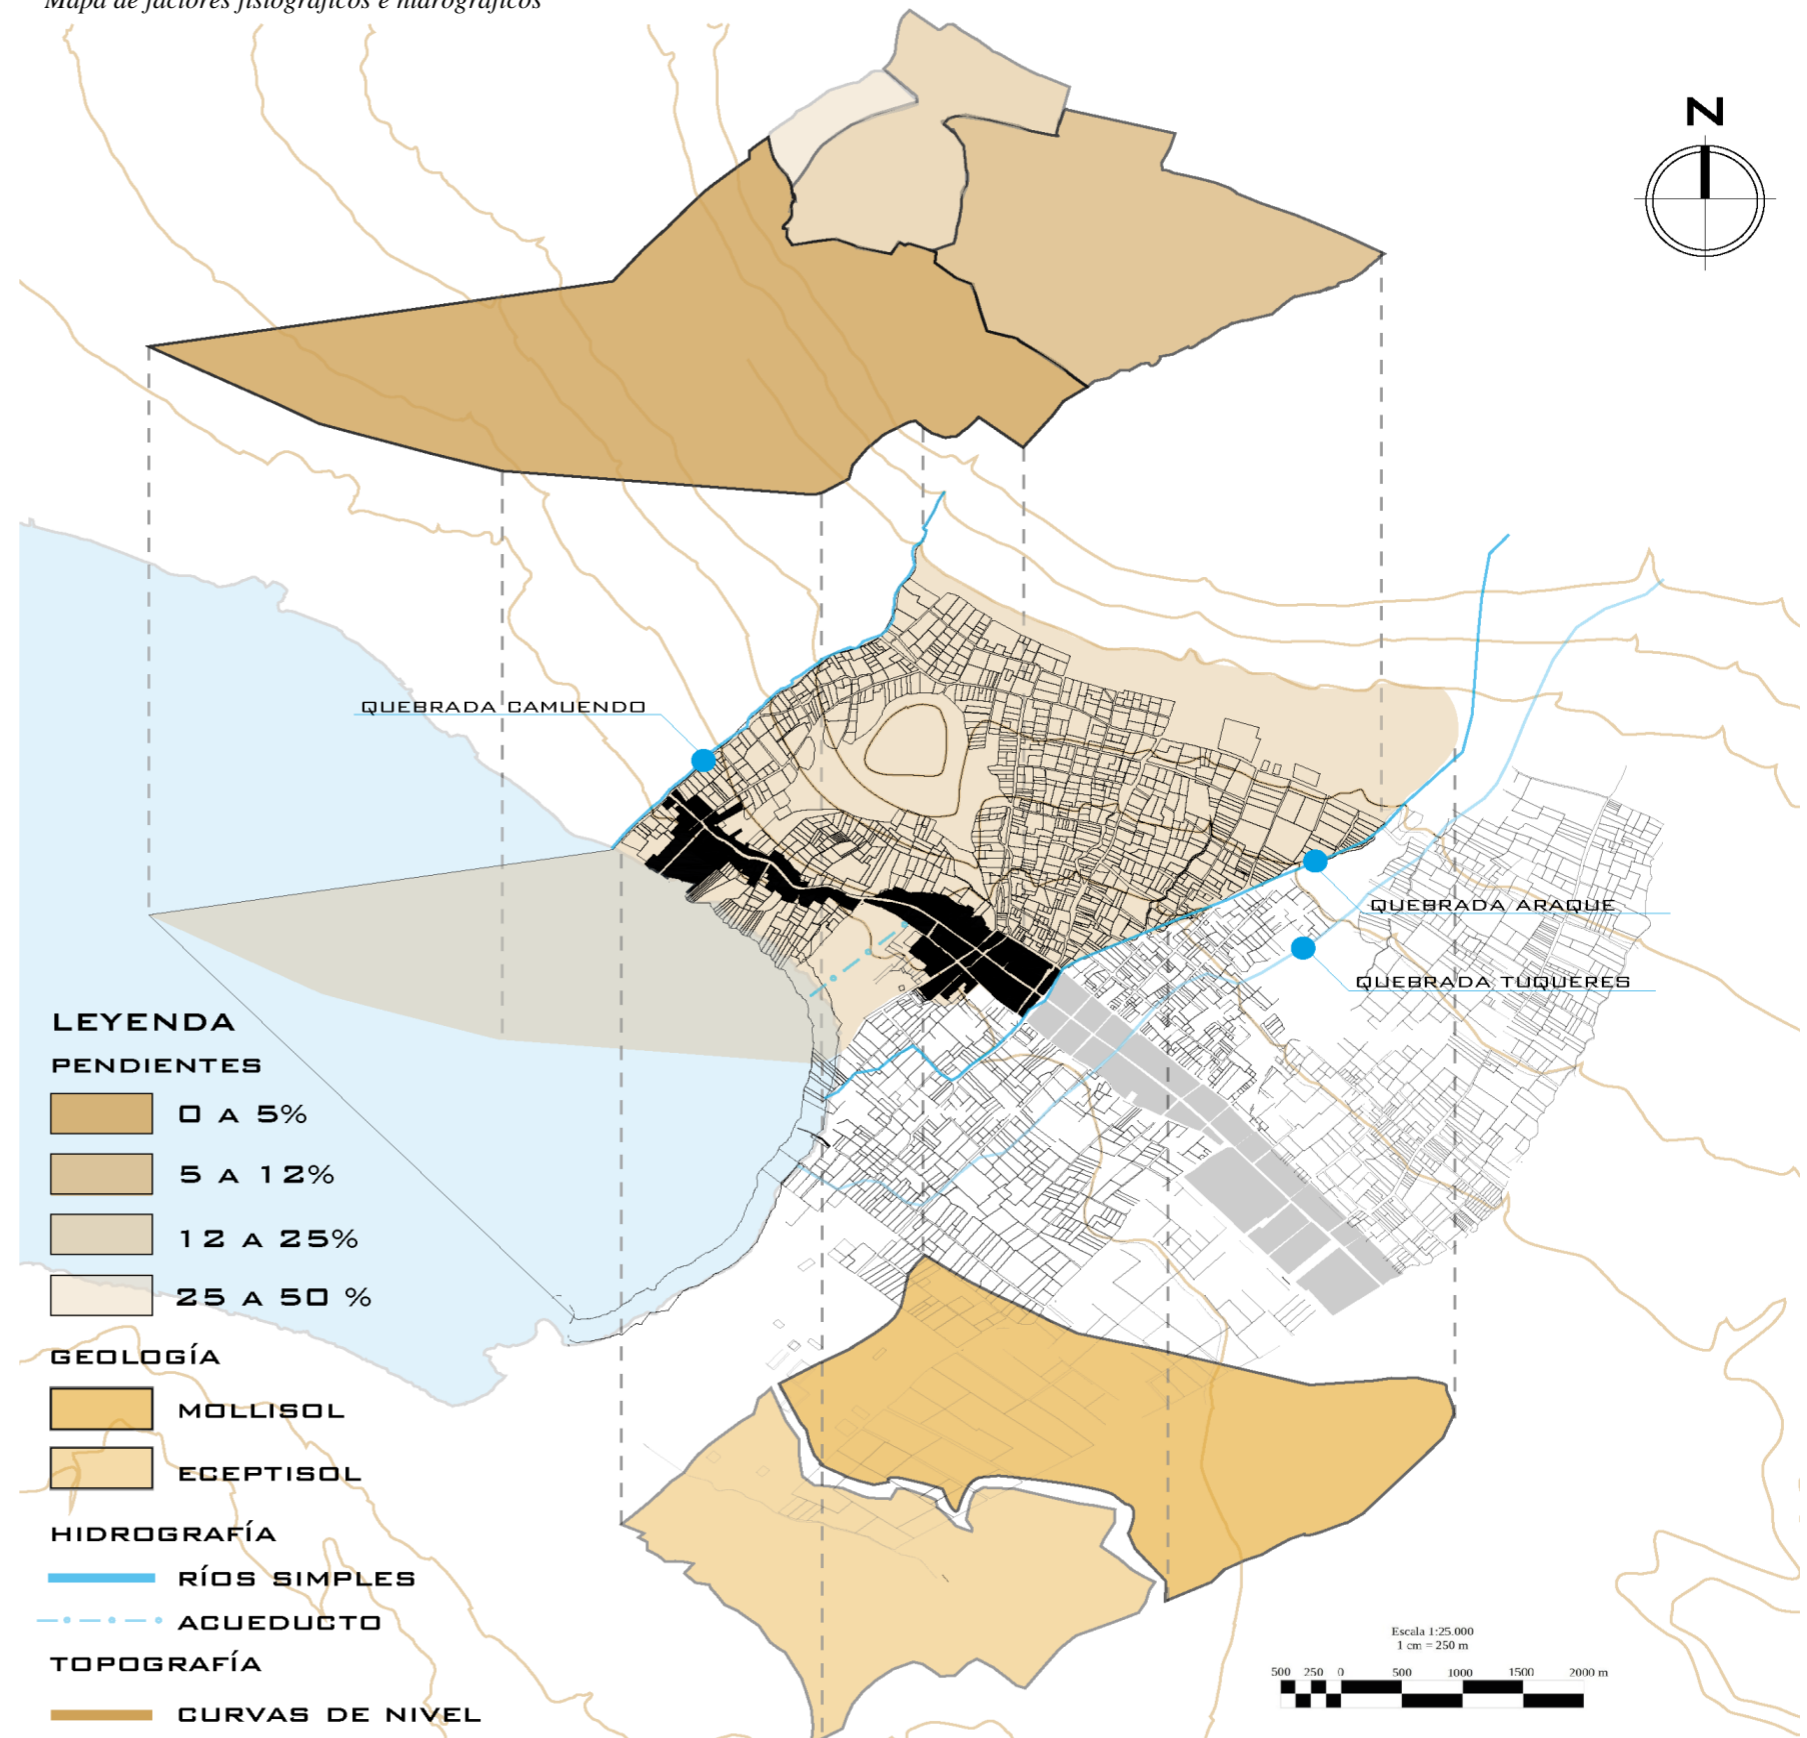 Mapa de factores fisiográficos e hidrográficos
N
QUEBRADA CAMUENDO
QUEBRADA ARAQUE
QUEBRADA TUQUERES
LEYENDA
PENDIENTES
0 A 5%
5 A 12%
12 A 25%
25 A 50 %
GEOLOGÍA
MOLLISOL
ECEPTISOL
HIDROGRAFÍA
RÍOS SIMPLES
ACUEDUCTO
TOPOGRAFÍA
CURVAS DE NIVEL
Escala 1:25.000
1 cm = 250 m
500 250 0 500 1000 1500 2000 m